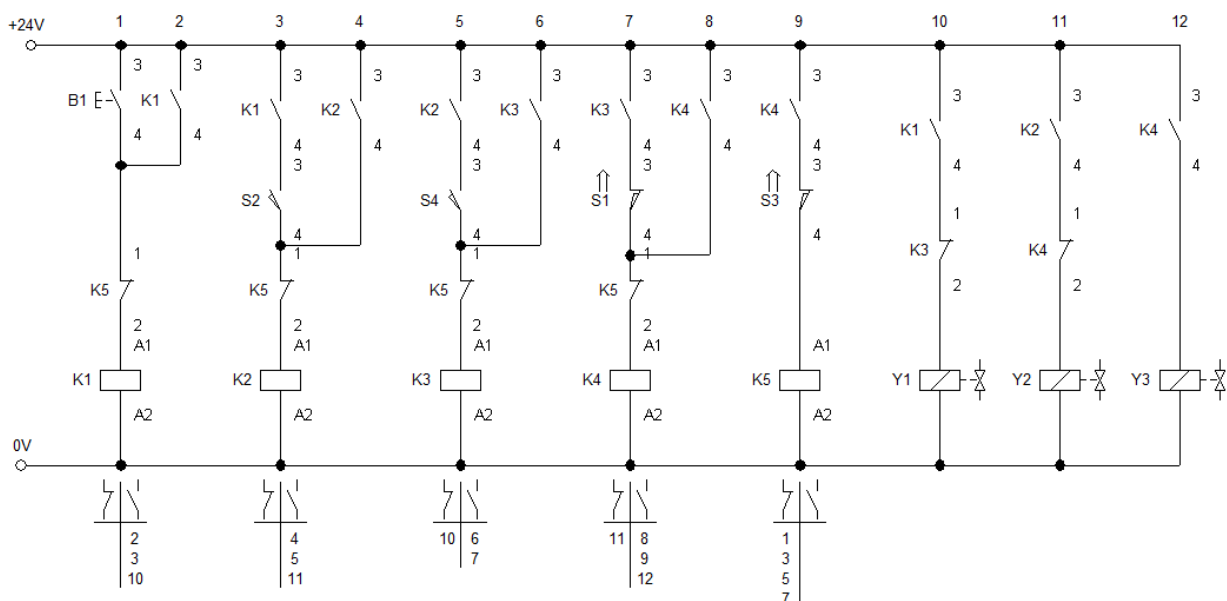 1 2 3 4 5 6 7 8 9 10 11 12
+24V
3 3 3 3 3 3 3 3 3 3 3 3
B1 K1 K1 K2 K2 K3 K3 K4 K4 K1 K2 K4
4 4 4 4 4 4 4 4 4 4 4 4
3 3 3 3
S2 S4 S1 S3
4 4 4 4
1 1 1 1 1 1
K3 K4
K5 K5 K5 K5
2 2
2 2 2 2
A1 A1 A1 A1 A1
K1 K2 K3 K4 K5 Y1 Y2 Y3
A2 A2 A2 A2 A2
0V
2 4 10 6 11 8 1
3 5 7 9 3
10 11 12 5
7